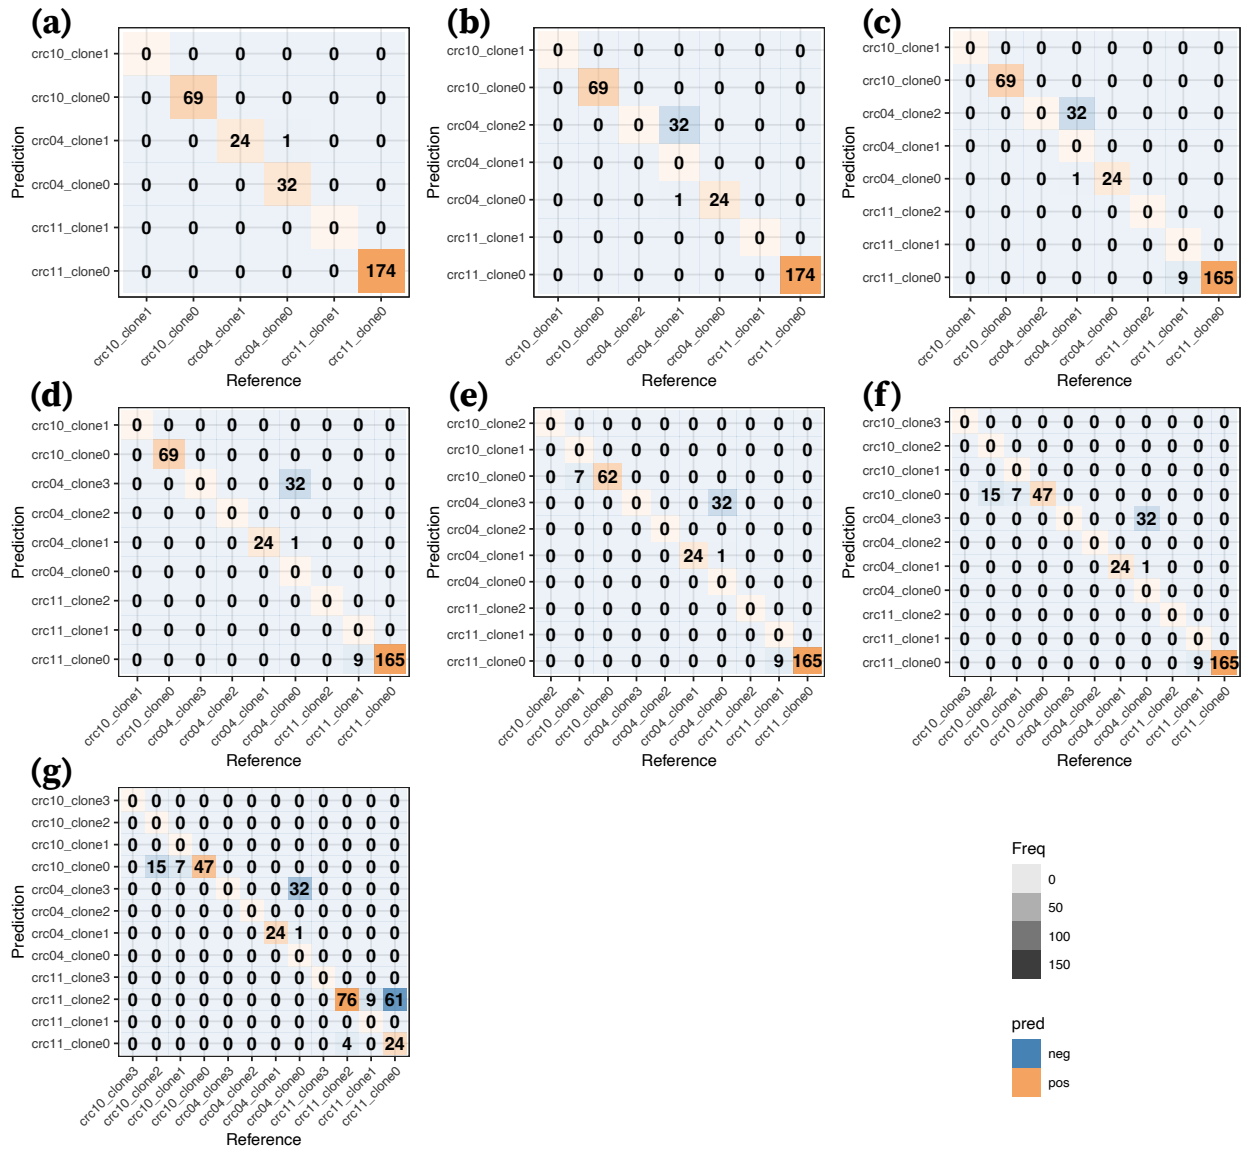 (a)
Prediction
crc10_clone1 0 0 0 0 0 0
crc10_clone0 0 69 0 0 0 0
crc04_clone1 0 0 24 1 0 0
crc04_clone0 0 0 0 32 0 0
crc11_clone1 0 0 0 0 0 0
crc11_clone0 0 0 0 0 0 174
crc10_clone1 crc10_clone0 crc04_clone1 crc04_clone0 crc11_clone1 crc11_clone0
Reference
(b)
Prediction
crc10_clone1 0 0 0 0 0 0 0
crc10_clone0 0 69 0 0 0 0 0
crc04_clone2 0 0 0 32 0 0 0
crc04_clone1 0 0 0 0 0 0 0
crc04_clone0 0 0 0 1 24 0 0
crc11_clone1 0 0 0 0 0 0 0
crc11_clone0 0 0 0 0 0 0 174
crc10_clone1 crc10_clone0 crc04_clone2 crc04_clone1 crc04_clone0 crc11_clone1 crc11_clone0
Reference
(c)
Prediction
crc10_clone1 0 0 0 0 0 0 0 0
crc10_clone0 0 69 0 0 0 0 0 0
crc04_clone2 0 0 0 32 0 0 0 0
crc04_clone1 0 0 0 0 0 0 0 0
crc04_clone0 0 0 0 1 24 0 0 0
crc11_clone2 0 0 0 0 0 0 0 0
crc11_clone1 0 0 0 0 0 0 0 0
crc11_clone0 0 0 0 0 0 0 9 165
crc10_clone1 crc10_clone0 crc04_clone2 crc04_clone1 crc04_clone0 crc11_clone2 crc11_clone1 crc11_clone0
Reference
(d)
Prediction
crc10_clone1 0 0 0 0 0 0 0 0 0
crc10_clone0 0 69 0 0 0 0 0 0 0
crc04_clone3 0 0 0 0 0 32 0 0 0
crc04_clone2 0 0 0 0 0 0 0 0 0
crc04_clone1 0 0 0 0 24 1 0 0 0
crc04_clone0 0 0 0 0 0 0 0 0 0
crc11_clone2 0 0 0 0 0 0 0 0 0
crc11_clone1 0 0 0 0 0 0 0 0 0
crc11_clone0 0 0 0 0 0 0 0 9 165
crc10_clone1 crc10_clone0 crc04_clone3 crc04_clone2 crc04_clone1 crc04_clone0 crc11_clone2 crc11_clone1 crc11_clone0
Reference
(e)
Prediction
crc10_clone2 0 0 0 0 0 0 0 0 0 0
crc10_clone1 0 0 0 0 0 0 0 0 0 0
crc10_clone0 0 7 62 0 0 0 0 0 0 0
crc04_clone3 0 0 0 0 0 0 32 0 0 0
crc04_clone2 0 0 0 0 0 0 0 0 0 0
crc04_clone1 0 0 0 0 0 24 1 0 0 0
crc04_clone0 0 0 0 0 0 0 0 0 0 0
crc11_clone2 0 0 0 0 0 0 0 0 0 0
crc11_clone1 0 0 0 0 0 0 0 0 0 0
crc11_clone0 0 0 0 0 0 0 0 0 9 165
crc10_clone2 crc10_clone1 crc10_clone0 crc04_clone3 crc04_clone2 crc04_clone1 crc04_clone0 crc11_clone2 crc11_clone1 crc11_clone0
Reference
(f)
Prediction
crc10_clone3 0 0 0 0 0 0 0 0 0 0 0
crc10_clone2 0 0 0 0 0 0 0 0 0 0 0
crc10_clone1 0 0 0 0 0 0 0 0 0 0 0
crc10_clone0 0 15 7 47 0 0 0 0 0 0 0
crc04_clone3 0 0 0 0 0 0 0 32 0 0 0
crc04_clone2 0 0 0 0 0 0 0 0 0 0 0
crc04_clone1 0 0 0 0 0 0 24 1 0 0 0
crc04_clone0 0 0 0 0 0 0 0 0 0 0 0
crc11_clone2 0 0 0 0 0 0 0 0 0 0 0
crc11_clone1 0 0 0 0 0 0 0 0 0 0 0
crc11_clone0 0 0 0 0 0 0 0 0 0 9 165
crc10_clone3 crc10_clone2 crc10_clone1 crc10_clone0 crc04_clone3 crc04_clone2 crc04_clone1 crc04_clone0 crc11_clone2 crc11_clone1 crc11_clone0
Reference
(g)
Prediction
crc10_clone3 0 0 0 0 0 0 0 0 0 0 0 0
crc10_clone2 0 0 0 0 0 0 0 0 0 0 0 0
crc10_clone1 0 0 0 0 0 0 0 0 0 0 0 0
crc10_clone0 0 15 7 47 0 0 0 0 0 0 0 0
crc04_clone3 0 0 0 0 0 0 0 32 0 0 0 0
crc04_clone2 0 0 0 0 0 0 0 0 0 0 0 0
crc04_clone1 0 0 0 0 0 0 24 1 0 0 0 0
crc04_clone0 0 0 0 0 0 0 0 0 0 0 0 0
crc11_clone3 0 0 0 0 0 0 0 0 0 0 0 0
crc11_clone2 0 0 0 0 0 0 0 0 0 76 9 61
crc11_clone1 0 0 0 0 0 0 0 0 0 0 0 0
crc11_clone0 0 0 0 0 0 0 0 0 0 4 0 24
crc10_clone3 crc10_clone2 crc10_clone1 crc10_clone0 crc04_clone3 crc04_clone2 crc04_clone1 crc04_clone0 crc11_clone3 crc11_clone2 crc11_clone1 crc11_clone0
Reference
Freq
0
50
100
150
pred
neg
pos